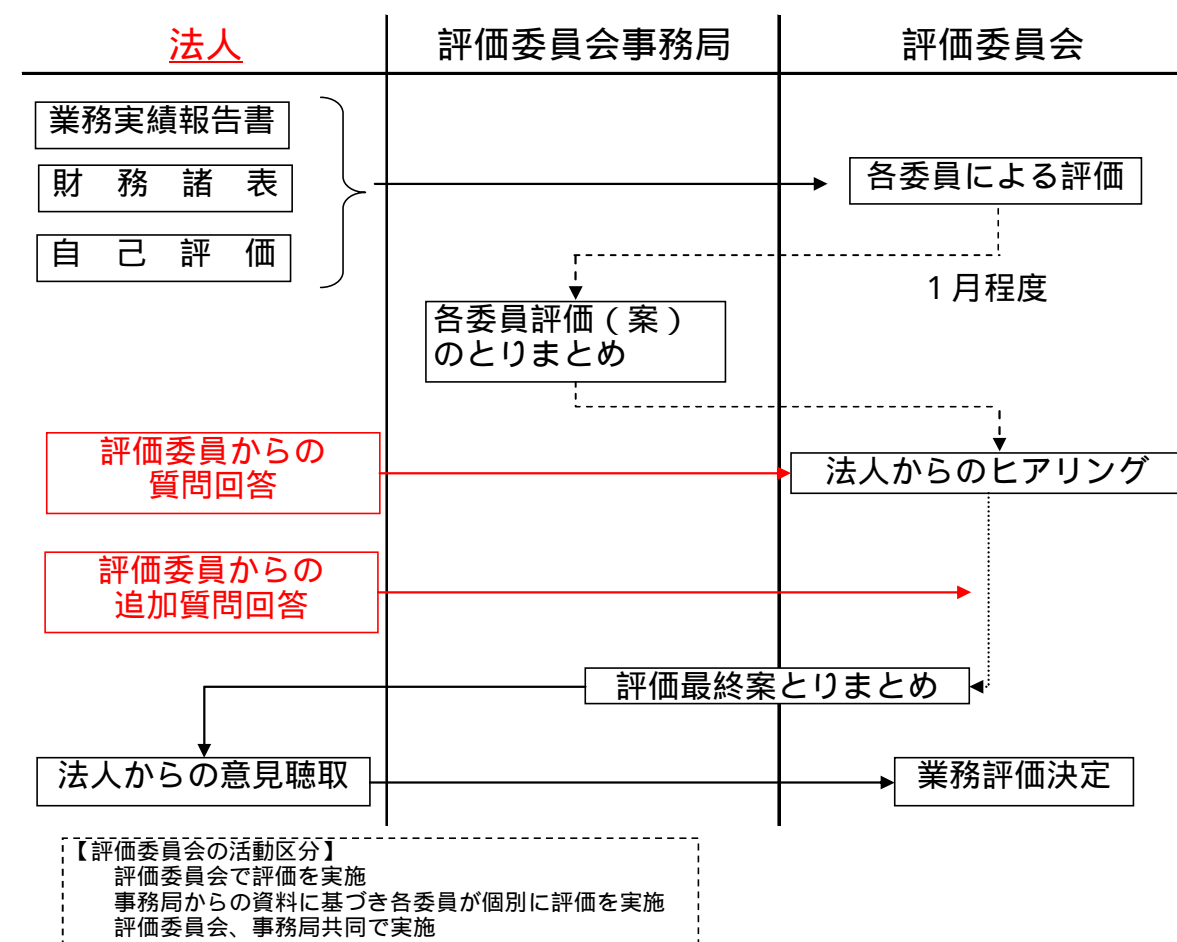 法人
評価委員会事務局
評価委員会
業務実績報告書
財務諸表
自己評価
各委員による評価
1月程度
各委員評価(案)
のとりまとめ
評価委員からの
質問回答
法人からのヒアリング
評価委員からの
追加質問回答
評価最終案とりまとめ
法人からの意見聴取
業務評価決定
【評価委員会の活動区分】
評価委員会で評価を実施
事務局からの資料に基づき各委員が個別に評価を実施
評価委員会、事務局共同で実施